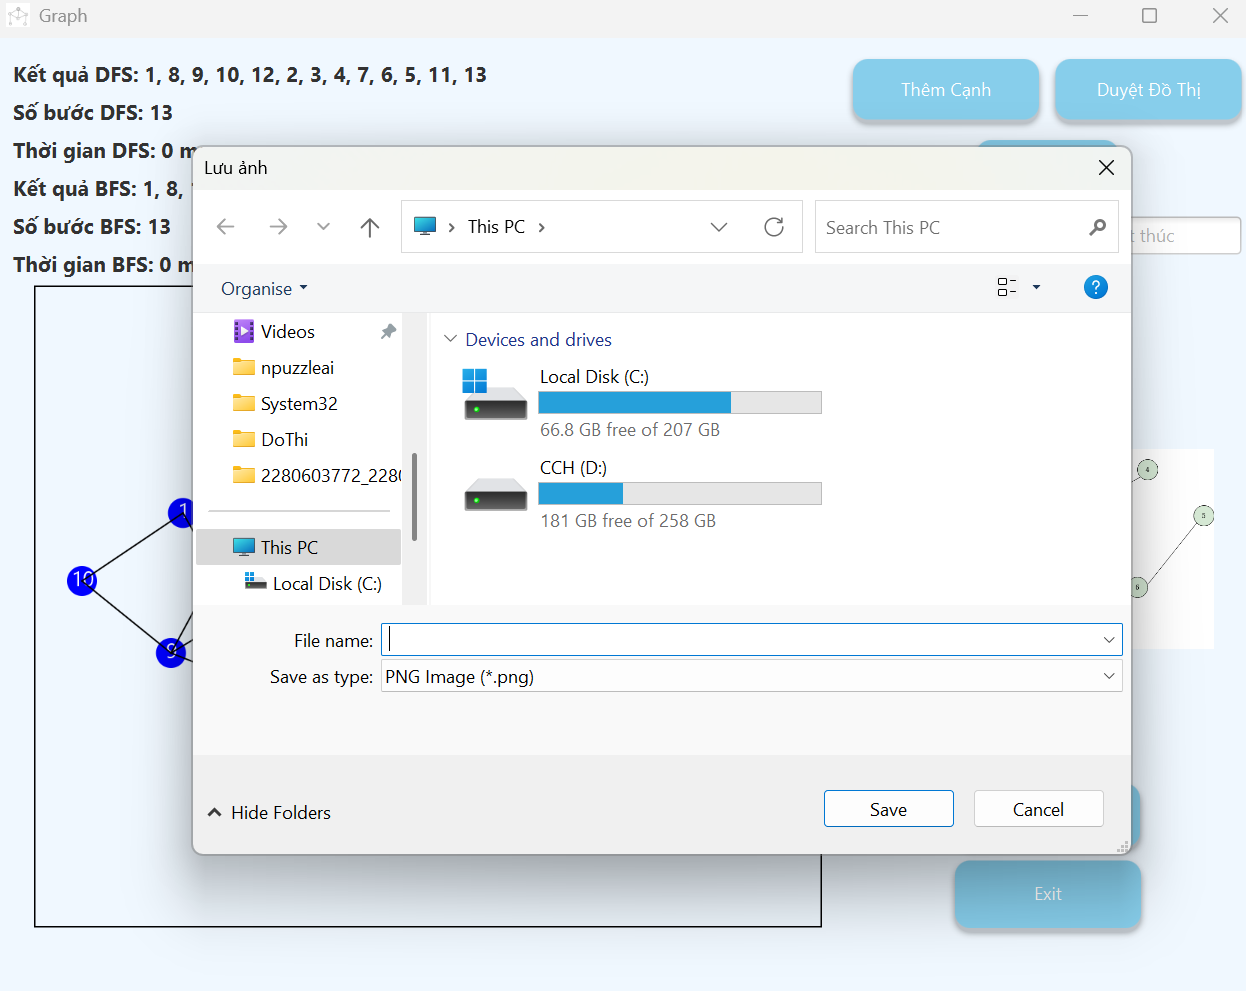 Graph
Kết quả DFS: 1, 8, 9, 10, 12, 2, 3, 4, 7, 6, 5, 11, 13
Số bước DFS: 13
Thời gian DFS: 0 m
Kết quả BFS: 1, 8,
Số bước BFS: 13
Thời gian BFS: 0 m
Thêm Cạnh
Duyệt Đồ Thị
thúc
Lưu ảnh
This PC
Search This PC
Organise
?
Videos
npuzzleai
System32
DoThi
2280603772_2280
This PC
Local Disk (C:)
Devices and drives
Local Disk (C:)
66.8 GB free of 207 GB
CCH (D:)
181 GB free of 258 GB
File name:
Save as type: PNG Image (*.png)
Hide Folders
Save
Cancel
Exit
1
10
9
4
5
6